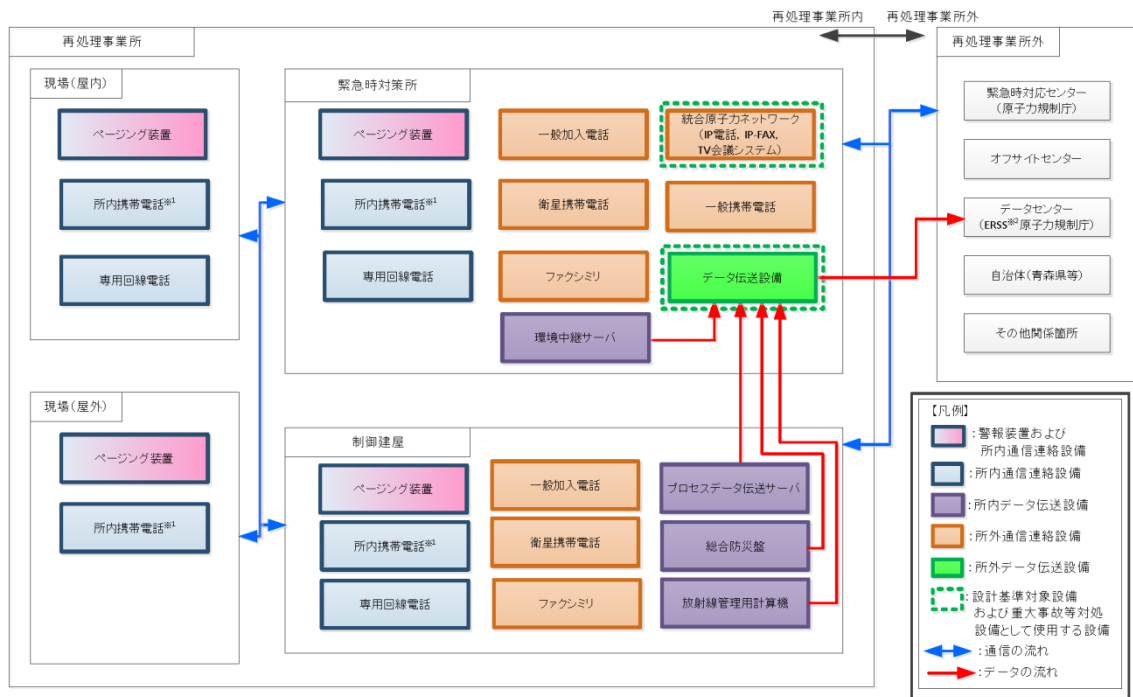 再処理事業所内
再処理事業所外
再処理事業所
現場(屋内)
ページング装置
所内携帯電話※1
専用回線電話
現場(屋外)
ページング装置
所内携帯電話※1
緊急時対策所
ページング装置
一般加入電話
統合原子力ネットワーク
(IP電話, IP-FAX,
TV会議システム)
所内携帯電話※1
衛星携帯電話
一般携帯電話
専用回線電話
ファクシミリ
データ伝送設備
環境中継サーバ
制御建屋
ページング装置
一般加入電話
プロセスデータ伝送サーバ
所内携帯電話※1
衛星携帯電話
総合防災盤
専用回線電話
ファクシミリ
放射線管理用計算機
再処理事業所外
緊急時対応センター
(原子力規制庁)
オフサイトセンター
データセンター
(ERSS※2原子力規制庁)
自治体(青森県等)
その他関係箇所
【凡例】
:警報装置および
所内通信連絡設備
:所内通信連絡設備
:所内データ伝送設備
:所外通信連絡設備
:所外データ伝送設備
:設計基準対象設備
および重大事故等対処
設備として使用する設備
:通信の流れ
:データの流れ